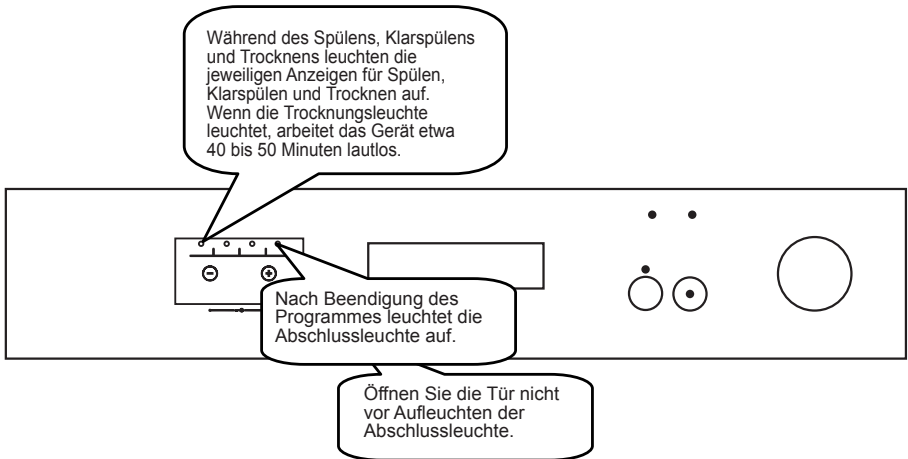 Während des Spülens, Klarspülens
und Trocknens leuchten die
jeweiligen Anzeigen für Spülen,
Klarspülen und Trocknen auf.
Wenn die Trocknungsleuchte
leuchtet, arbeitet das Gerät etwa
40 bis 50 Minuten lautlos.
Nach Beendigung des
Programmes leuchtet die
Abschlussleuchte auf.
Öffnen Sie die Tür nicht
vor Aufleuchten der
Abschlussleuchte.